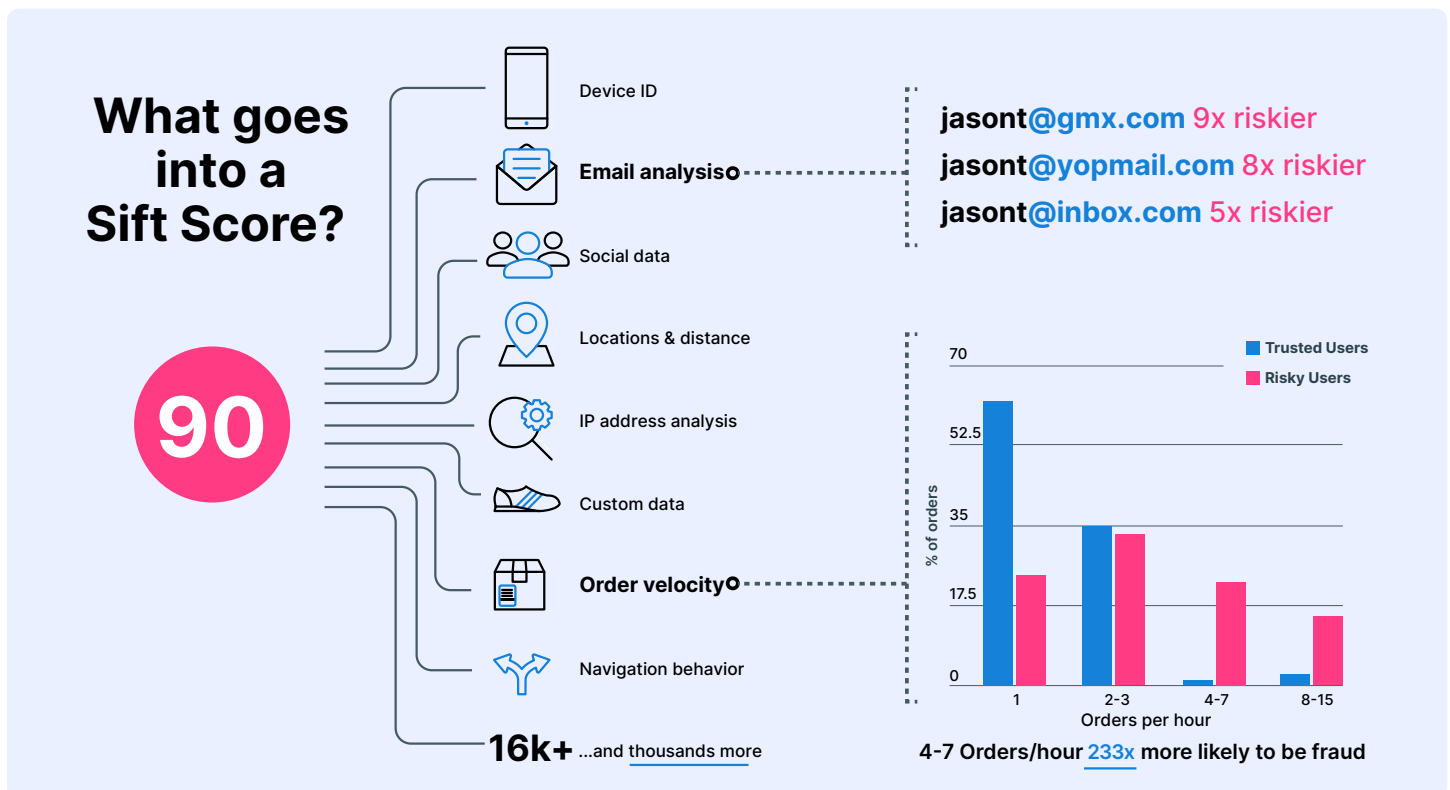 What goes
into a
Sift Score?
90
Device ID
Email analysis
Social data
Locations & distance
IP address analysis
Custom data
Order velocity
Navigation behavior
16k+ ...and thousands more
jasont@gmx.com 9x riskier
jasont@yopmail.com 8x riskier
jasont@inbox.com 5x riskier
Trusted Users
Risky Users
70
52.5
35
17.5
0
% of orders
1 2-3 4-7 8-15
Orders per hour
4-7 Orders/hour 233x more likely to be fraud